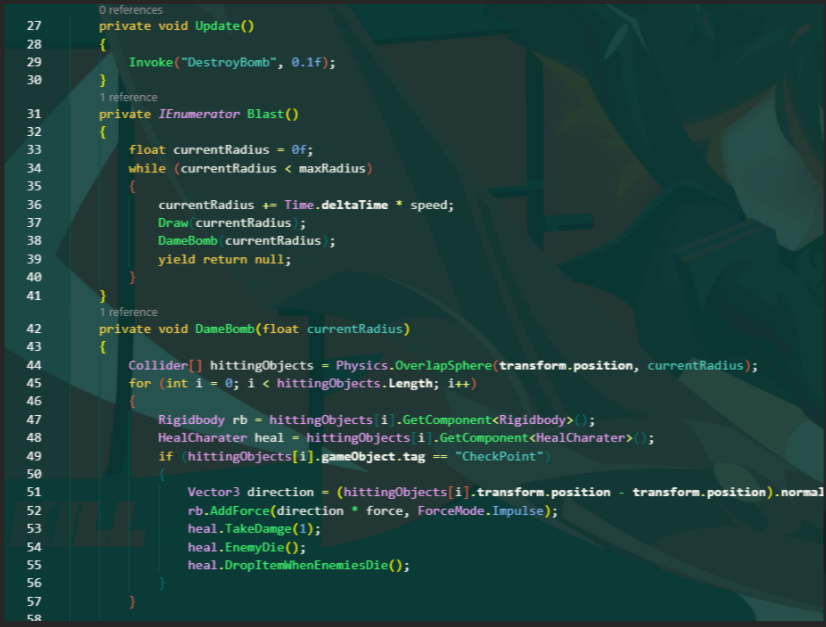 0 references
27 private void Update()
28 {
29 Invoke("DestroyBomb", 0.1f);
30 }
1 reference
31 private IEnumerator Blast()
32 {
33 float currentRadius = 0f;
34 while (currentRadius < maxRadius)
35 {
36 currentRadius += Time.deltaTime * speed;
37 Draw(currentRadius);
38 DameBomb(currentRadius);
39 yield return null;
40 }
41 }
1 reference
42 private void DameBomb(float currentRadius)
43 {
44 Collider[] hittingObjects = Physics.OverlapSphere(transform.position, currentRadius);
45 for (int i = 0; i < hittingObjects.Length; i++)
46 {
47 Rigidbody rb = hittingObjects[i].GetComponent<Rigidbody>();
48 HealCharater heal = hittingObjects[i].GetComponent<HealCharater>();
49 if (hittingObjects[i].gameObject.tag == "CheckPoint")
50 {
51 Vector3 direction = (hittingObjects[i].transform.position - transform.position).normal
52 rb.AddForce(direction * force, ForceMode.Impulse);
53 heal.TakeDamge(1);
54 heal.EnemyDie();
55 heal.DropItemWhenEnemiesDie();
56 }
57 }
58
KILL